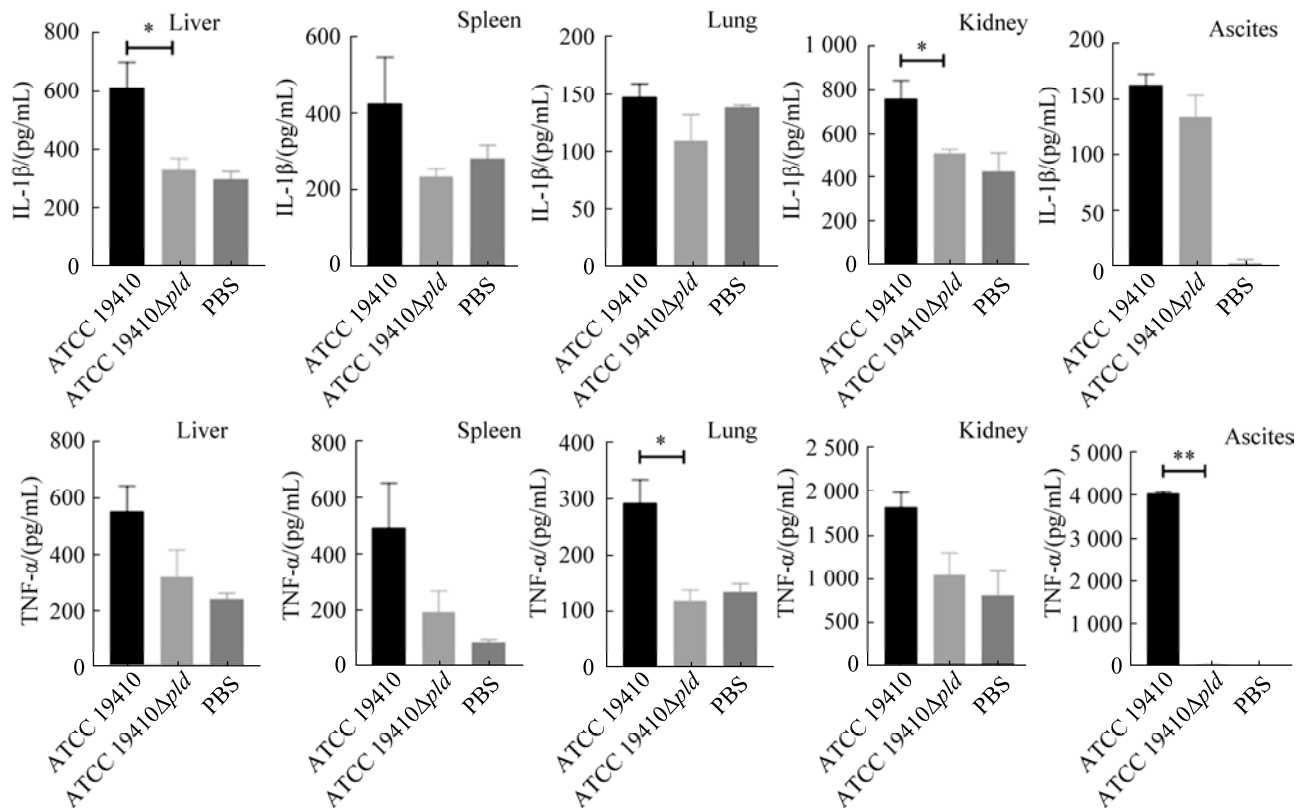 Liver
*
IL-1β/(pg/mL)
800
600
400
200
0
ATCC 19410
ATCC 19410Δpld
PBS
Spleen
IL-1β/(pg/mL)
600
400
200
0
ATCC 19410
ATCC 19410Δpld
PBS
Lung
IL-1β/(pg/mL)
200
150
100
50
0
ATCC 19410
ATCC 19410Δpld
PBS
Kidney
*
IL-1β/(pg/mL)
1 000
800
600
400
200
0
ATCC 19410
ATCC 19410Δpld
PBS
Ascites
IL-1β/(pg/mL)
200
150
100
50
0
ATCC 19410
ATCC 19410Δpld
PBS
Liver
TNF-α/(pg/mL)
800
600
400
200
0
ATCC 19410
ATCC 19410Δpld
PBS
Spleen
TNF-α/(pg/mL)
800
600
400
200
0
ATCC 19410
ATCC 19410Δpld
PBS
Lung
*
TNF-α/(pg/mL)
400
300
200
100
0
ATCC 19410
ATCC 19410Δpld
PBS
Kidney
TNF-α/(pg/mL)
2 500
2 000
1 500
1 000
500
0
ATCC 19410
ATCC 19410Δpld
PBS
Ascites
**
TNF-α/(pg/mL)
5 000
4 000
3 000
2 000
1 000
0
ATCC 19410
ATCC 19410Δpld
PBS